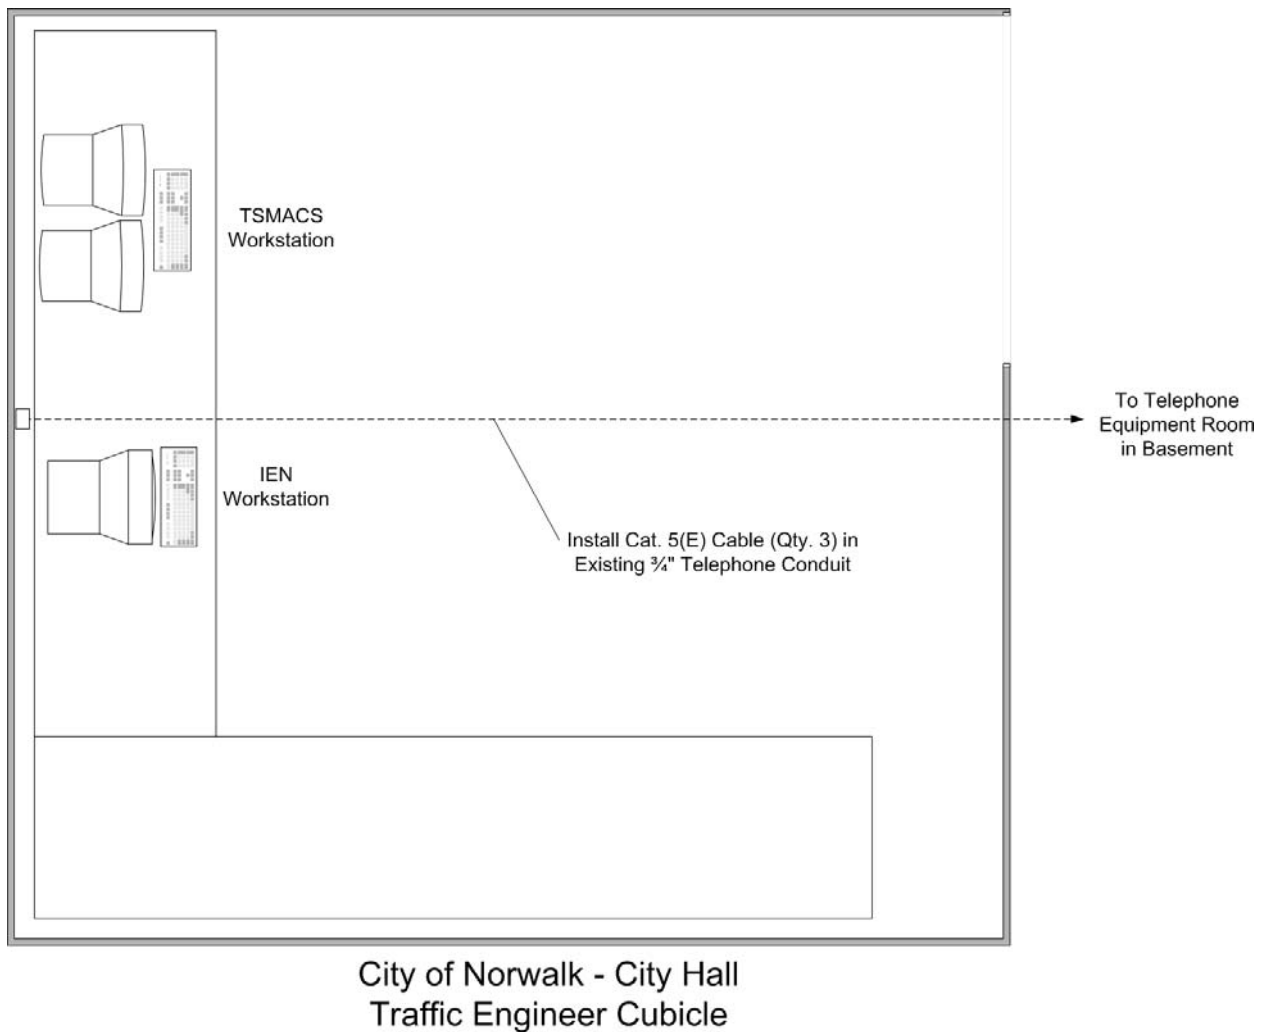 TSMACS
Workstation
To Telephone
Equipment Room
in Basement
IEN
Workstation
Install Cat. 5(E) Cable (Qty. 3) in
Existing ¾" Telephone Conduit
City of Norwalk - City Hall
Traffic Engineer Cubicle